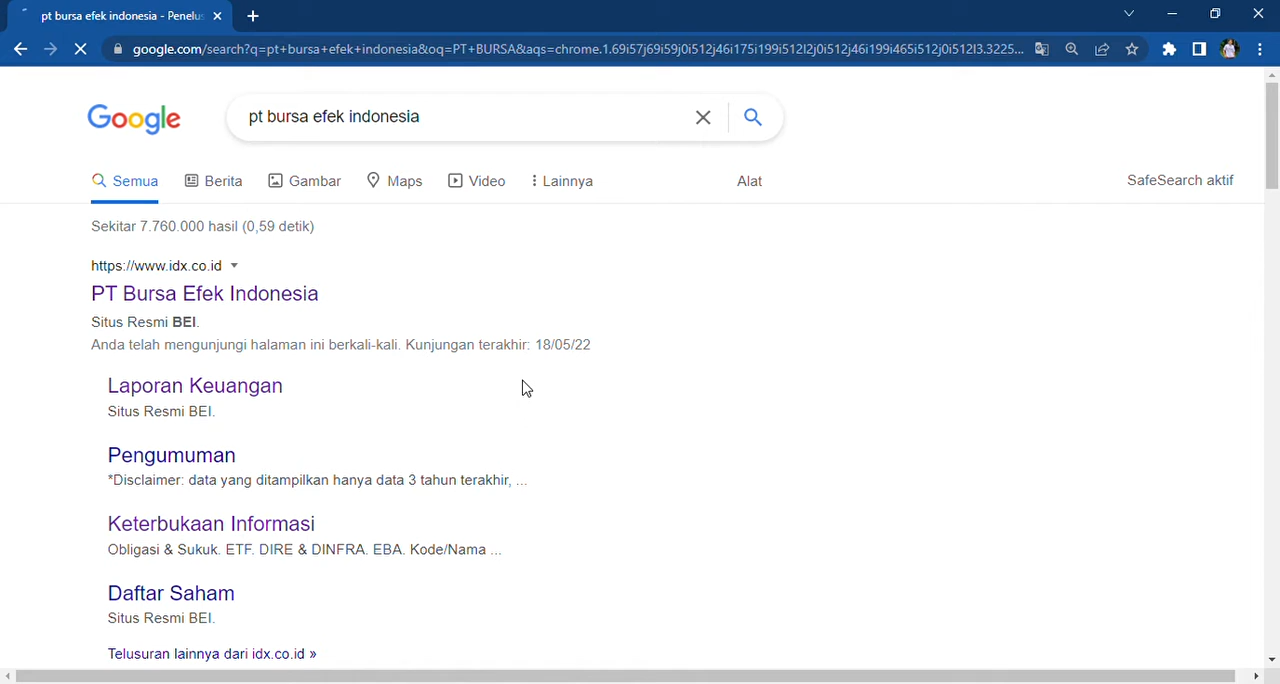 pt bursa efek indonesia - Penelus
google.com/search?q=pt+bursa+efek+indonesia&oq=PT+BURSA&aqs=chrome.1.69i57j69i59j0i512j46i175i199i512l2j0i512j46i199i465i512j0i512l3.3225...
Google
pt bursa efek indonesia
Semua Berita Gambar Maps Video Lainnya Alat SafeSearch aktif
Sekitar 7.760.000 hasil (0,59 detik)
https://www.idx.co.id
PT Bursa Efek Indonesia
Situs Resmi BEI.
Anda telah mengunjungi halaman ini berkali-kali. Kunjungan terakhir: 18/05/22
Laporan Keuangan
Situs Resmi BEI.
Pengumuman
*Disclaimer: data yang ditampilkan hanya data 3 tahun terakhir, ...
Keterbukaan Informasi
Obligasi & Sukuk. ETF. DIRE & DINFRA. EBA. Kode/Nama ...
Daftar Saham
Situs Resmi BEI.
Telusuran lainnya dari idx.co.id »